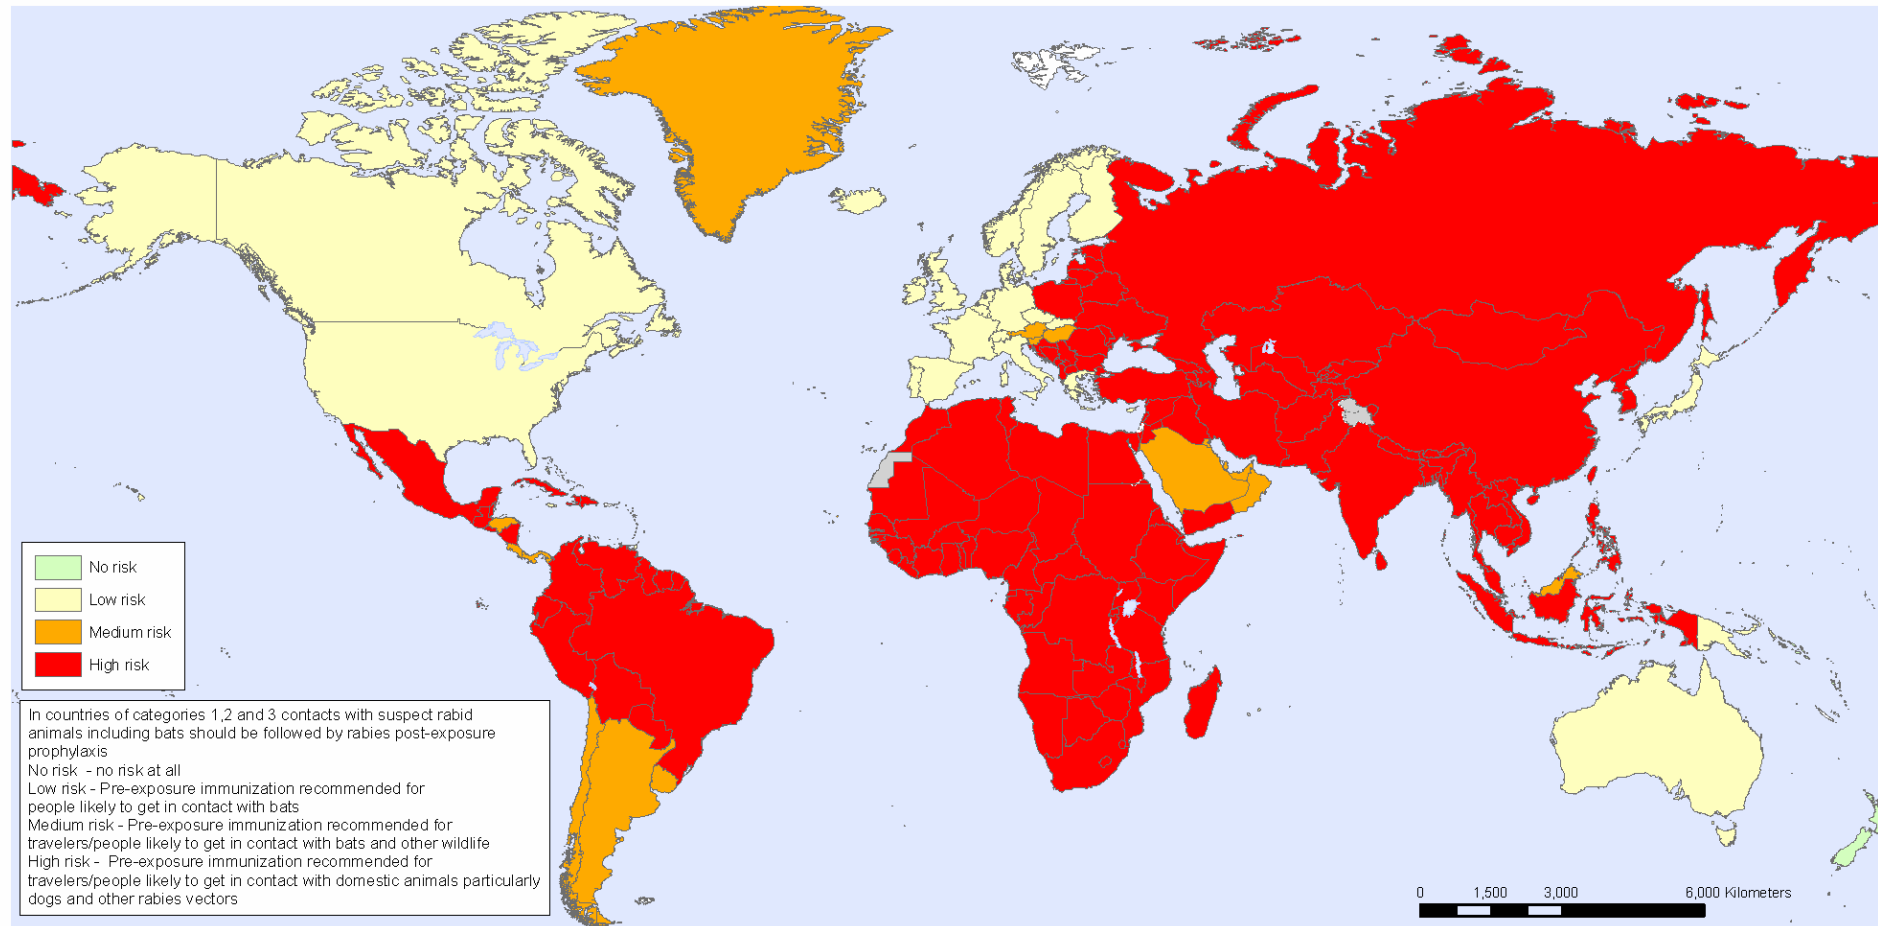 No risk
Low risk
Medium risk
High risk
In countries of categories 1,2 and 3 contacts with suspect rabid
animals including bats should be followed by rabies post-exposure
prophylaxis
No risk - no risk at all
Low risk - Pre-exposure immunization recommended for
people likely to get in contact with bats
Medium risk - Pre-exposure immunization recommended for
travelers/people likely to get in contact with bats and other wildlife
High risk - Pre-exposure immunization recommended for
travelers/people likely to get in contact with domestic animals particularly
dogs and other rabies vectors
0 1,500 3,000 6,000 Kilometers